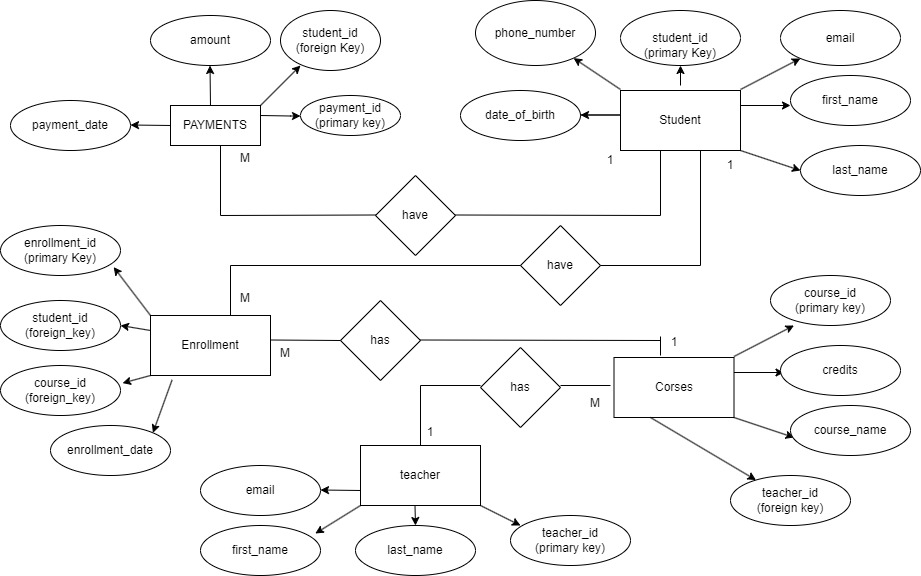 amount
student_id
(foreign Key)
phone_number
student_id
(primary Key)
email
payment_date
PAYMENTS
payment_id
(primary key)
date_of_birth
Student
first_name
M
1
1
last_name
have
enrollment_id
(primary Key)
have
M
student_id
(foreign_key)
Enrollment
has
M
1
course_id
(primary key)
course_id
(foreign_key)
has
M
Corses
credits
enrollment_date
1
course_name
teacher
email
teacher_id
(foreign key)
first_name
last_name
teacher_id
(primary key)